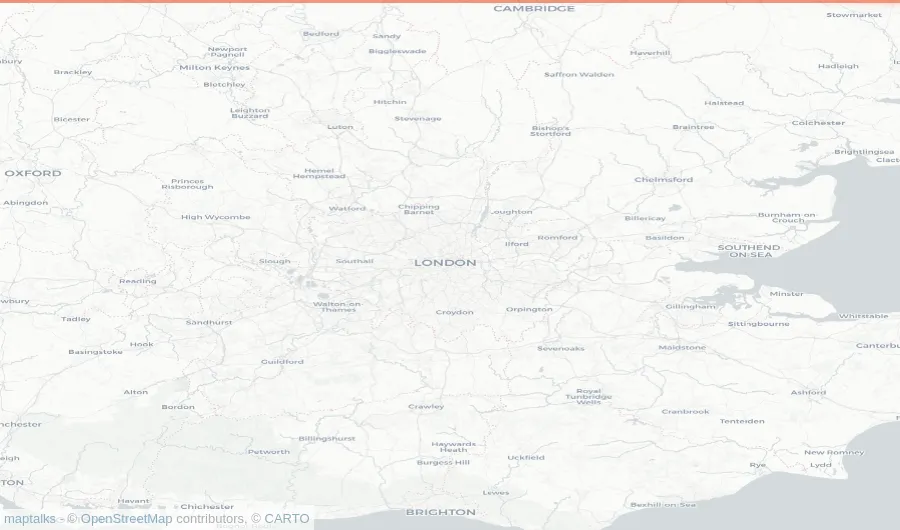 CAMBRIDGE
Stowmarket
Bedford
Sandy
Biggleswade
Newport
Pagnell
Haverhill
Milton Keynes
Hadleigh
Brackley
Saffron Walden
Bletchley
Hitchin
Halstead
Leighton
Buzzard
Stevenage
Bicester
Luton
Bishop's
Stortford
Braintree
Colchester
Brightlingsea
OXFORD
Hemel
Hempstead
Princes
Risborough
Chelmsford
Abingdon
Watford
Chipping
Barnet
Loughton
High Wycombe
Billericay
Burnham-on-
Crouch
Ilford
Romford
Basildon
SOUTHEND
ON SEA
Slough
Southall
LONDON
Reading
Minster
Walton-on-
Thames
Croydon
Orpington
Gillingham
Whitstable
Tadley
Sandhurst
Sittingbourne
Hook
Basingstoke
Sevenoaks
Maidstone
Guildford
Alton
Royal
Tunbridge
Wells
Ashford
Bordon
Crawley
Cranbrook
Tenterden
Billingshurst
Haywards
Heath
Petworth
Uckfield
New Romney
Burgess Hill
Rye
Lydd
Lewes
Havant
Chichester
Bexhill-on-Sea
BRIGHTON
maptalks - © OpenStreetMap contributors, © CARTO